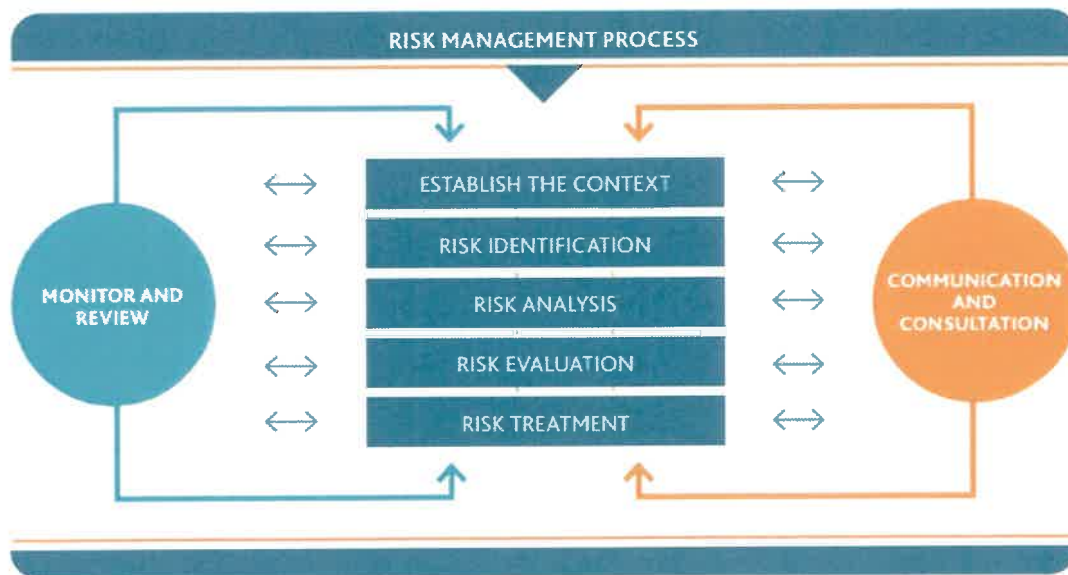 RISK MANAGEMENT PROCESS
ESTABLISH THE CONTEXT
RISK IDENTIFICATION
RISK ANALYSIS
RISK EVALUATION
RISK TREATMENT
MONITOR AND
REVIEW
COMMUNICATION
AND
CONSULTATION